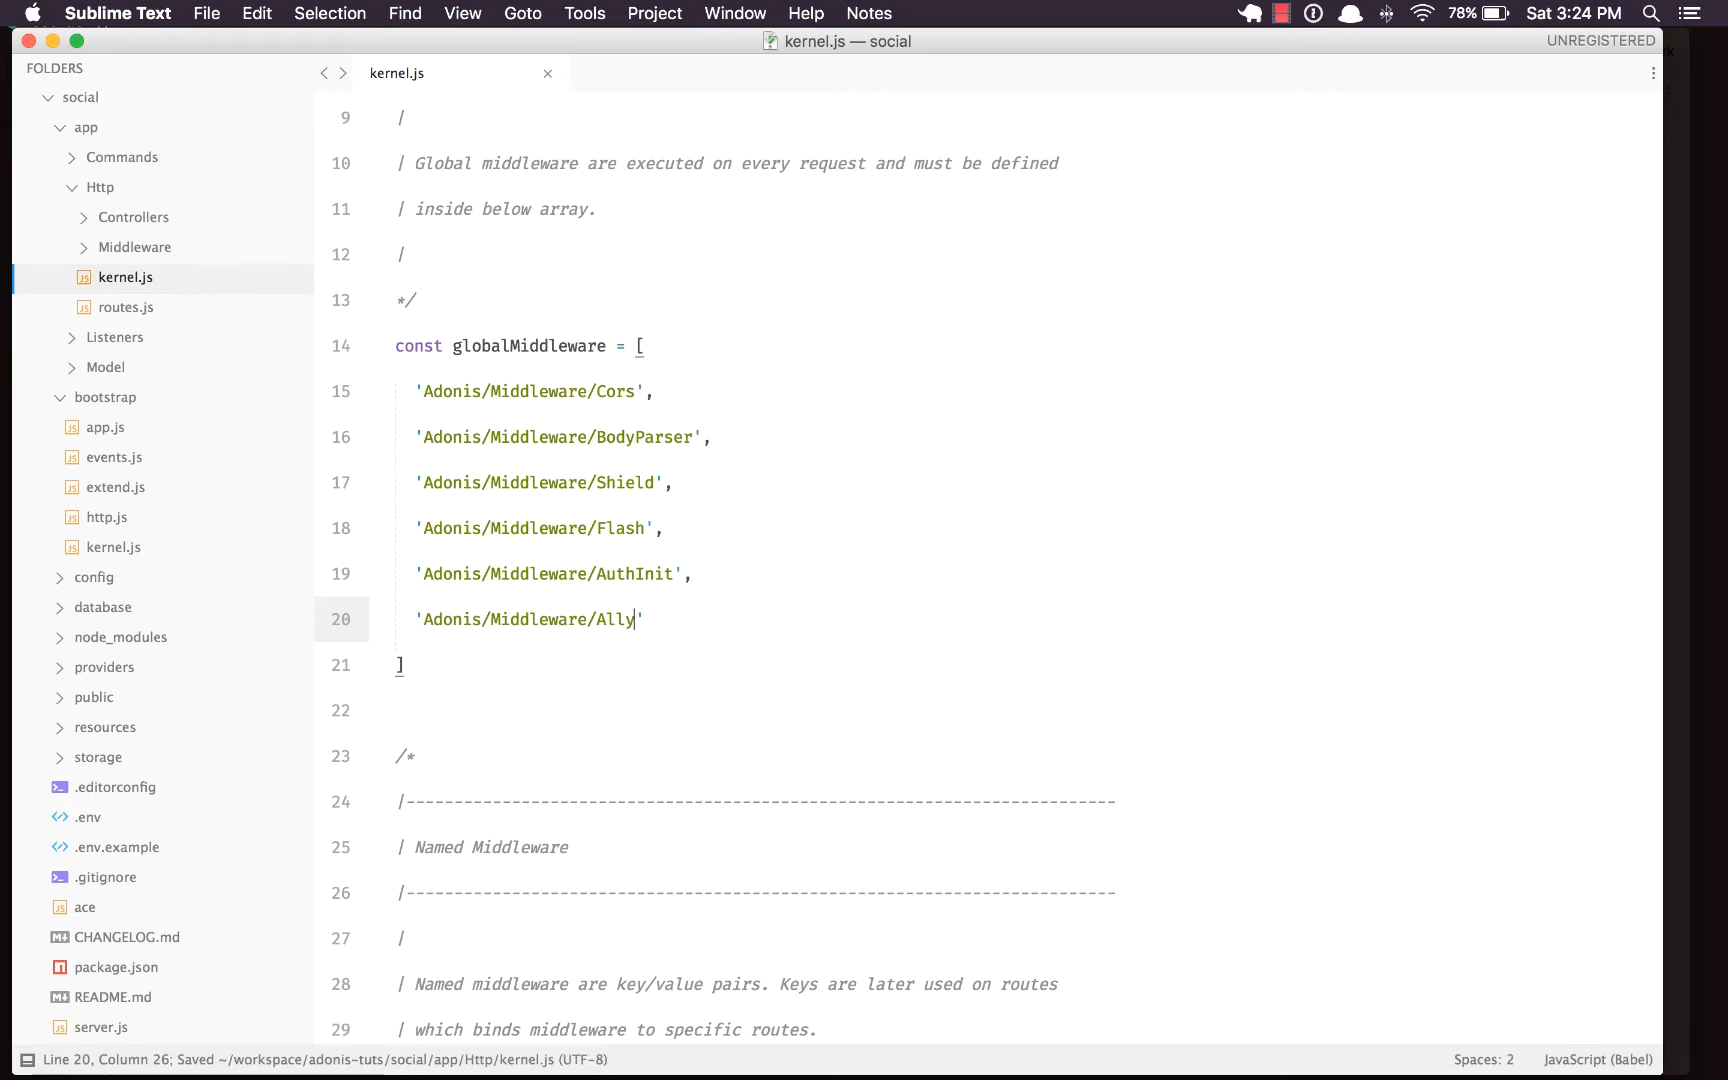 Sublime Text File Edit Selection Find View Goto Tools Project Window Help Notes 78% Sat 3:24 PM
kernel.js — social UNREGISTERED
FOLDERS
social
app
Commands
Http
Controllers
Middleware
kernel.js
routes.js
Listeners
Model
bootstrap
app.js
events.js
extend.js
http.js
kernel.js
config
database
node_modules
providers
public
resources
storage
.editorconfig
.env
.env.example
.gitignore
ace
CHANGELOG.md
package.json
README.md
server.js
kernel.js
9 |
10 | Global middleware are executed on every request and must be defined
11 | inside below array.
12 |
13 */
14 const globalMiddleware = [
15 'Adonis/Middleware/Cors',
16 'Adonis/Middleware/BodyParser',
17 'Adonis/Middleware/Shield',
18 'Adonis/Middleware/Flash',
19 'Adonis/Middleware/AuthInit',
20 'Adonis/Middleware/Ally'
21 ]
22
23 /*
24 |--------------------------------------------------------------------------
25 | Named Middleware
26 |--------------------------------------------------------------------------
27 |
28 | Named middleware are key/value pairs. Keys are later used on routes
29 | which binds middleware to specific routes.
Line 20, Column 26; Saved ~/workspace/adonis-tuts/social/app/Http/kernel.js (UTF-8) Spaces: 2 JavaScript (Babel)